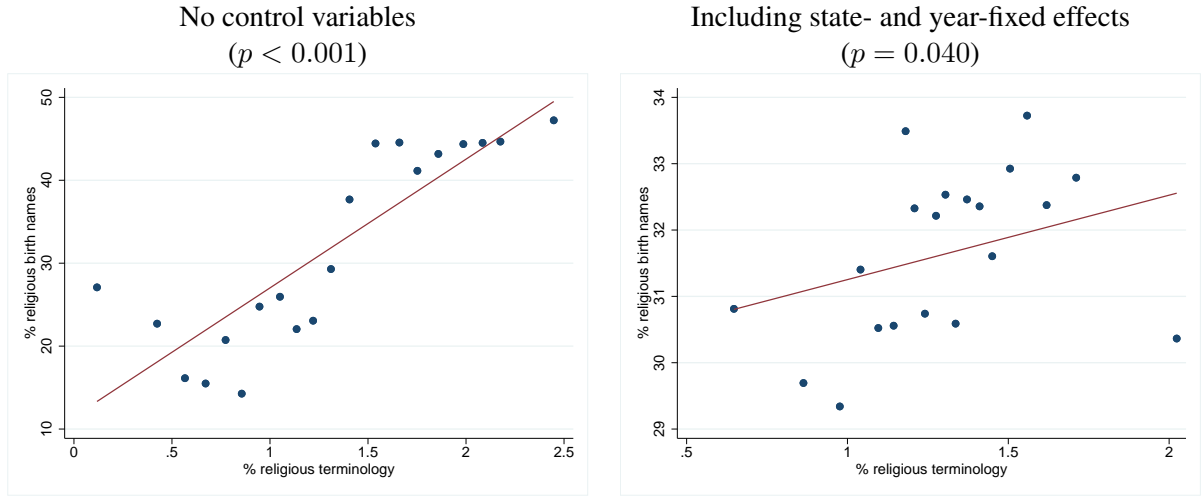 No control variables
(p < 0.001)
50
40
30
20
10
% religious birth names
0
.5
1
1.5
2
2.5
% religious terminology
Including state- and year-fixed effects
(p = 0.040)
34
33
32
31
30
29
% religious birth names
.5
1
1.5
2
% religious terminology